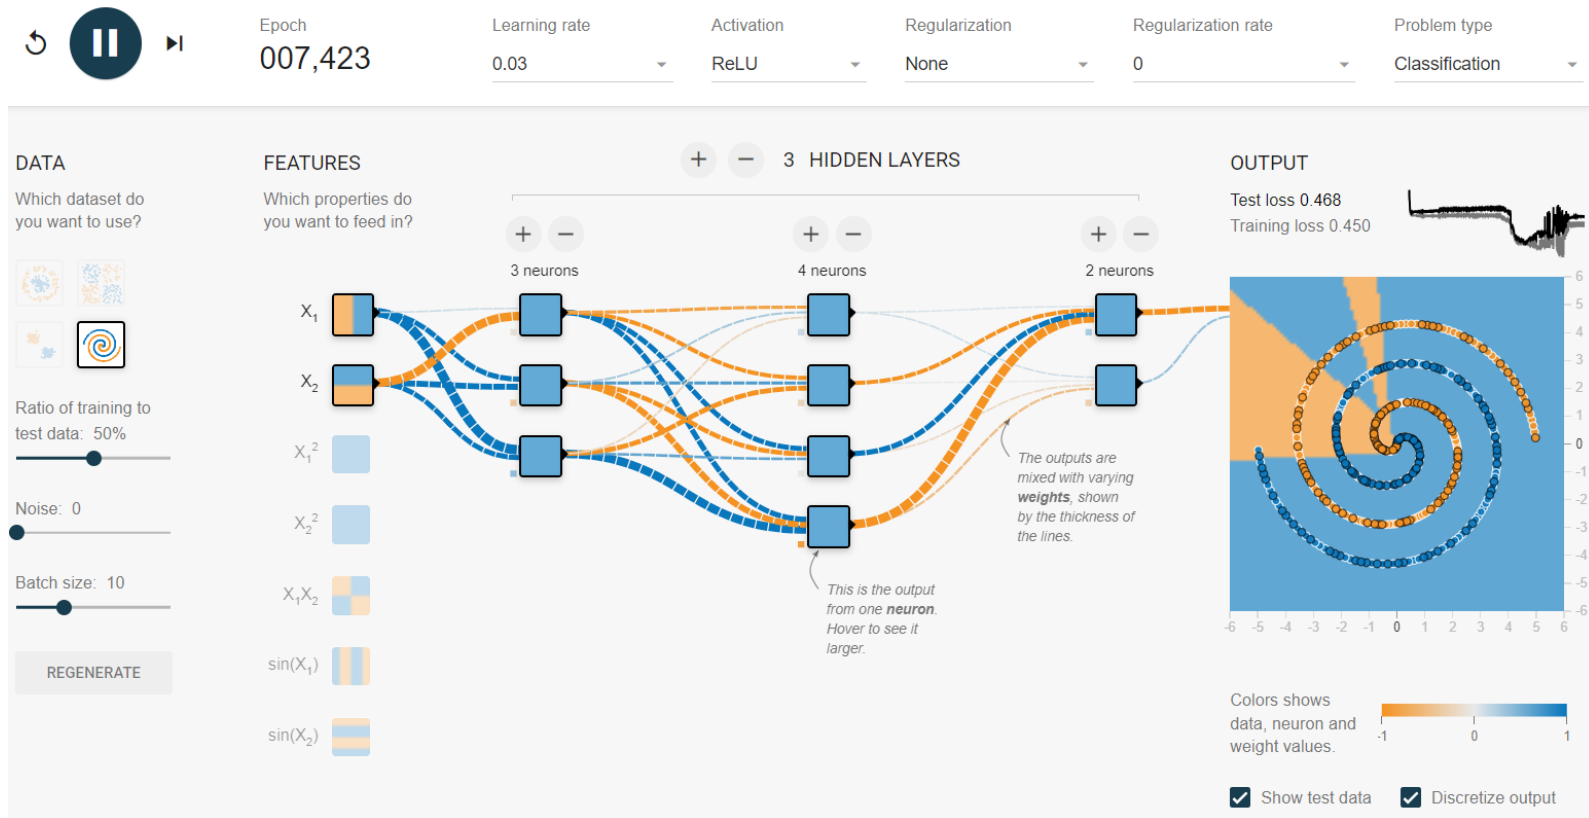 Epoch
007,423
Learning rate
0.03
Activation
ReLU
Regularization
None
Regularization rate
0
Problem type
Classification
DATA
Which dataset do
you want to use?
Ratio of training to
test data: 50%
Noise: 0
Batch size: 10
REGENERATE
FEATURES
Which properties do
you want to feed in?
X1
X2
X1²
X2²
X1X2
sin(X1)
sin(X2)
+ − 3 HIDDEN LAYERS
+ −
3 neurons
+ −
4 neurons
+ −
2 neurons
This is the output
from one neuron.
Hover to see it
larger.
The outputs are
mixed with varying
weights, shown
by the thickness of
the lines.
OUTPUT
Test loss 0.468
Training loss 0.450
6
5
4
3
2
1
0
-1
-2
-3
-4
-5
-6
-6 -5 -4 -3 -2 -1 0 1 2 3 4 5 6
Colors shows
data, neuron and
weight values.
-1 0 1
Show test data
Discretize output